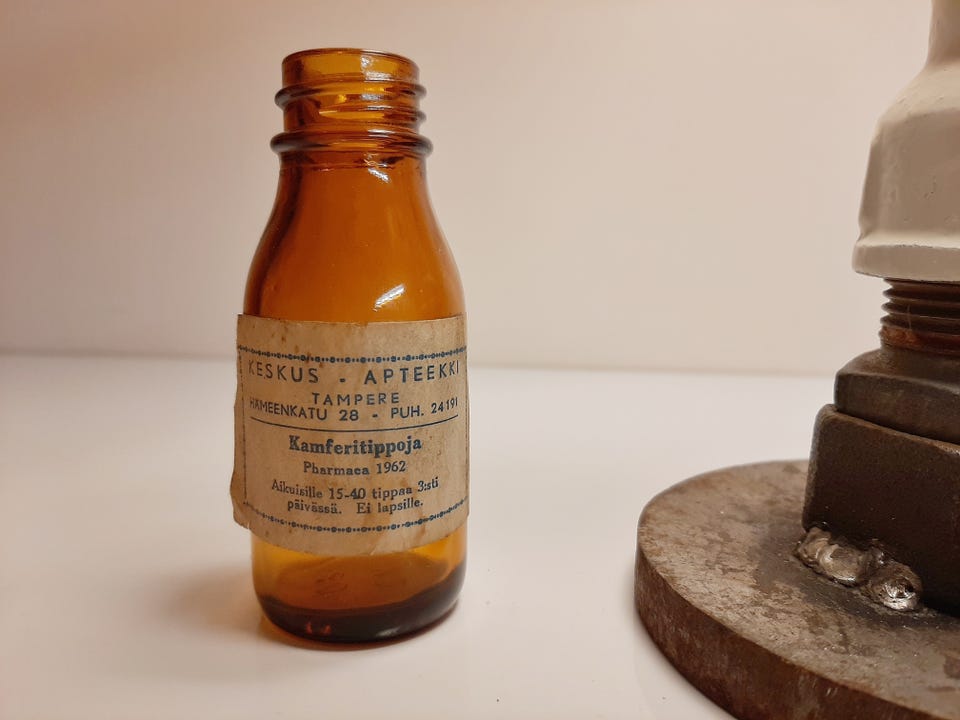 KESKUS - APTEEKKI
TAMPERE
HÄMEENKATU 28 - PUH. 24191
Kamferitippoja
Pharmaca 1962
Aikuisille 15-40 tippaa 3:sti
päivässä. Ei lapsille.